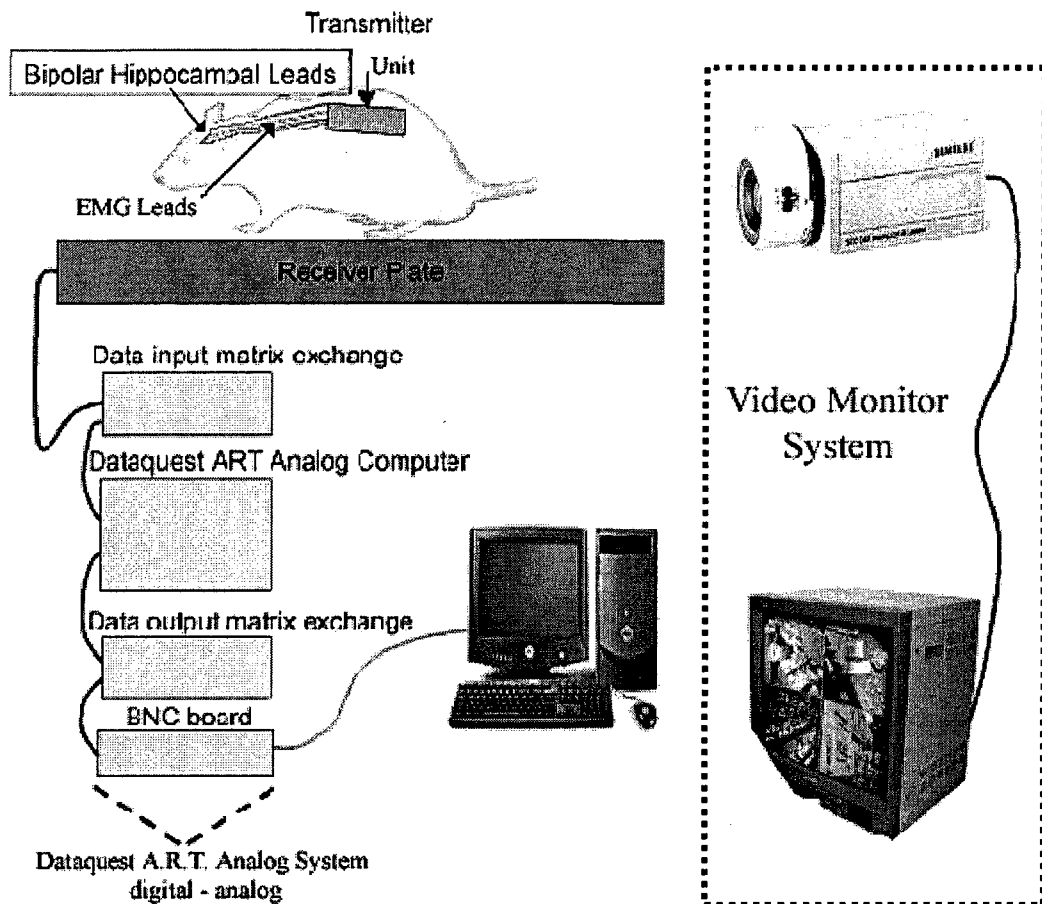 Transmitter
Unit
Bipolar Hippocampal Leads
EMG Leads
Receiver Plate
Data input matrix exchange
Dataquest ART Analog Computer
Data output matrix exchange
BNC board
Dataquest A.R.T. Analog System
digital - analog
Video Monitor
System